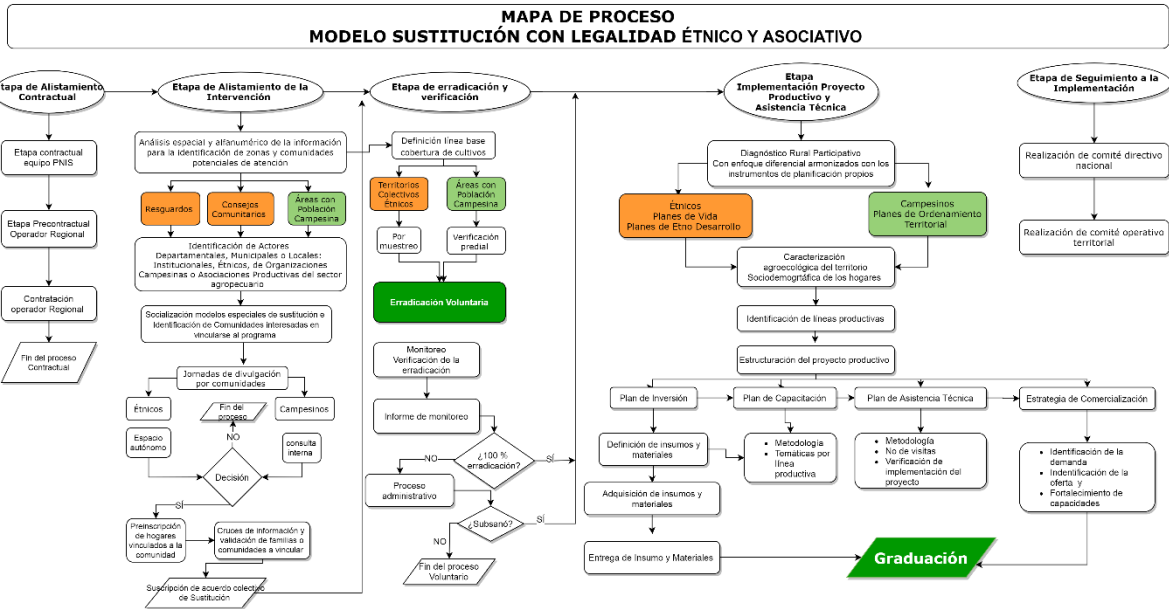 MAPA DE PROCESO
MODELO SUSTITUCIÓN CON LEGALIDAD ÉTNICO Y ASOCIATIVO
Etapa de Alistamiento
Contractual
Etapa contractual
equipo PNIS
Etapa Precontractual
Operador Regional
Contratación
operador Regional
Fin del proceso
Contractual
Etapa de Alistamiento de la
Intervención
Análisis espacial y alfanumérico de la información
para la identificación de zonas y comunidades
potenciales de atención
Resguardos
Consejos
Comunitarios
Áreas con
Población
Campesina
Identificación de Actores
Departamentales, Municipales o Locales:
Institucionales, Étnicos, de Organizaciones
Campesinas o Asociaciones Productivas del sector
agropecuario
Socialización modelos especiales de sustitución e
Identificación de Comunidades interesadas en
vincularse al programa
Jornadas de divulgación
por comunidades
Étnicos
Fin del
proceso
Campesinos
Espacio
autónomo
NO
consulta
interna
Decisión
SÍ
Preinscripción
de hogares
vinculados a la
comunidad
Cruces de información y
validación de familias o
comunidades a vincular
Suscripción de acuerdo colectivo
de Sustitución
Etapa de erradicación y
verificación
Definición línea base
cobertura de cultivos
Territorios
Colectivos
Étnicos
Áreas con
Población
Campesina
Por
muestreo
Verificación
predial
Erradicación Voluntaria
Monitoreo
Verificación de la
erradicación
Informe de monitoreo
¿100 %
erradicación?
NO
SÍ
Proceso
administrativo
¿Subsanó?
SÍ
NO
Fin del proceso
Voluntario
Etapa
Implementación Proyecto
Productivo y
Asistencia Técnica
Diagnóstico Rural Participativo
Con enfoque diferencial armonizados con los
instrumentos de planificación propios
Étnicos
Planes de Vida
Planes de Etno Desarrollo
Campesinos
Planes de Ordenamiento
Territorial
Caracterización
agroecológica del territorio
Sociodemogrtáfica de los hogares
Identificación de líneas productivas
Estructuración del proyecto productivo
Plan de Inversión
Plan de Capacitación
Plan de Asistencia Técnica
Estrategia de Comercialización
Definición de insumos y
materiales
• Metodología
• Temáticas por
línea
productiva
• Metodología
• No de visitas
• Verificación de
implementación del
proyecto
• Identificación de la
demanda
• Indentificación de la
oferta y
• Fortalecimiento de
capacidades
Adquisición de insumos y
materiales
Entrega de Insumo y Materiales
Graduación
Etapa de Seguimiento a la
Implementación
Realización de comité directivo
nacional
Realización de comité operativo
territorial